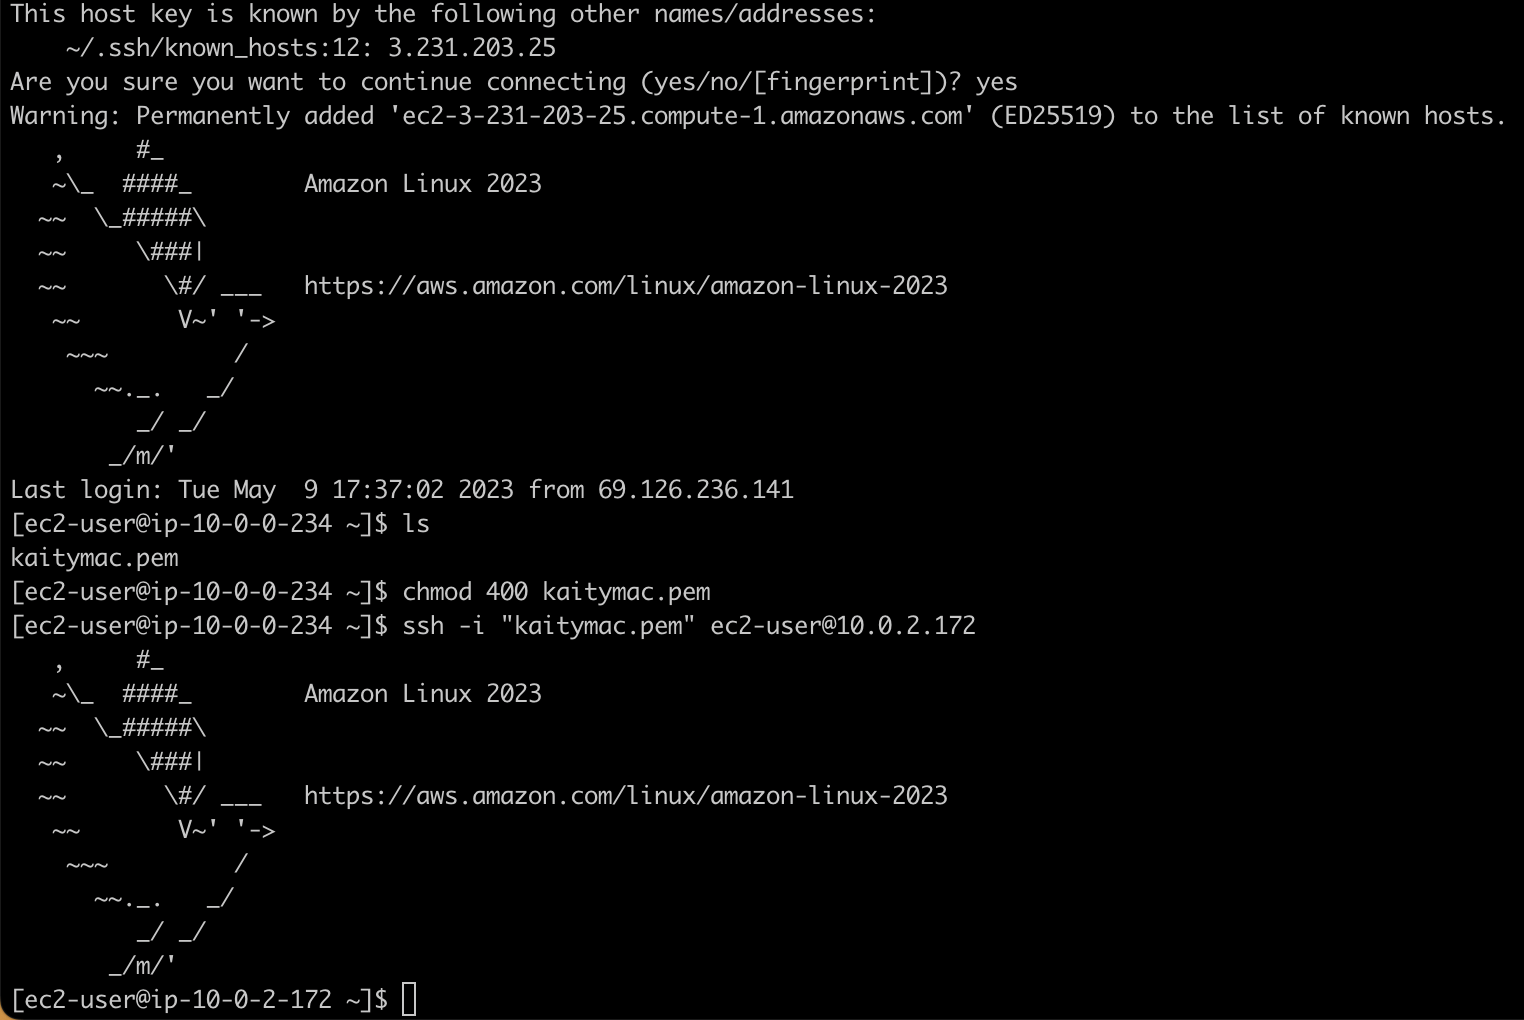 This host key is known by the following other names/addresses:
    ~/.ssh/known_hosts:12: 3.231.203.25
Are you sure you want to continue connecting (yes/no/[fingerprint])? yes
Warning: Permanently added 'ec2-3-231-203-25.compute-1.amazonaws.com' (ED25519) to the list of known hosts.
   ,     #_
   ~\_  ####_        Amazon Linux 2023
  ~~  \_#####\
  ~~     \###|
  ~~       \#/ ___   https://aws.amazon.com/linux/amazon-linux-2023
   ~~       V~' '->
    ~~~         /
      ~~._.   _/
         _/ _/
       _/m/'
Last login: Tue May  9 17:37:02 2023 from 69.126.236.141
[ec2-user@ip-10-0-0-234 ~]$ ls
kaitymac.pem
[ec2-user@ip-10-0-0-234 ~]$ chmod 400 kaitymac.pem
[ec2-user@ip-10-0-0-234 ~]$ ssh -i "kaitymac.pem" ec2-user@10.0.2.172
   ,     #_
   ~\_  ####_        Amazon Linux 2023
  ~~  \_#####\
  ~~     \###|
  ~~       \#/ ___   https://aws.amazon.com/linux/amazon-linux-2023
   ~~       V~' '->
    ~~~         /
      ~~._.   _/
         _/ _/
       _/m/'
[ec2-user@ip-10-0-2-172 ~]$